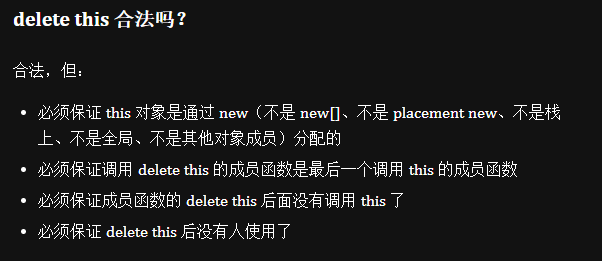 delete this 合法吗？
合法，但：
• 必须保证 this 对象是通过 new（不是 new[]、不是 placement new、不是栈
上、不是全局、不是其他对象成员）分配的
• 必须保证调用 delete this 的成员函数是最后一个调用 this 的成员函数
• 必须保证成员函数的 delete this 后面没有调用 this 了
• 必须保证 delete this 后没有人使用了